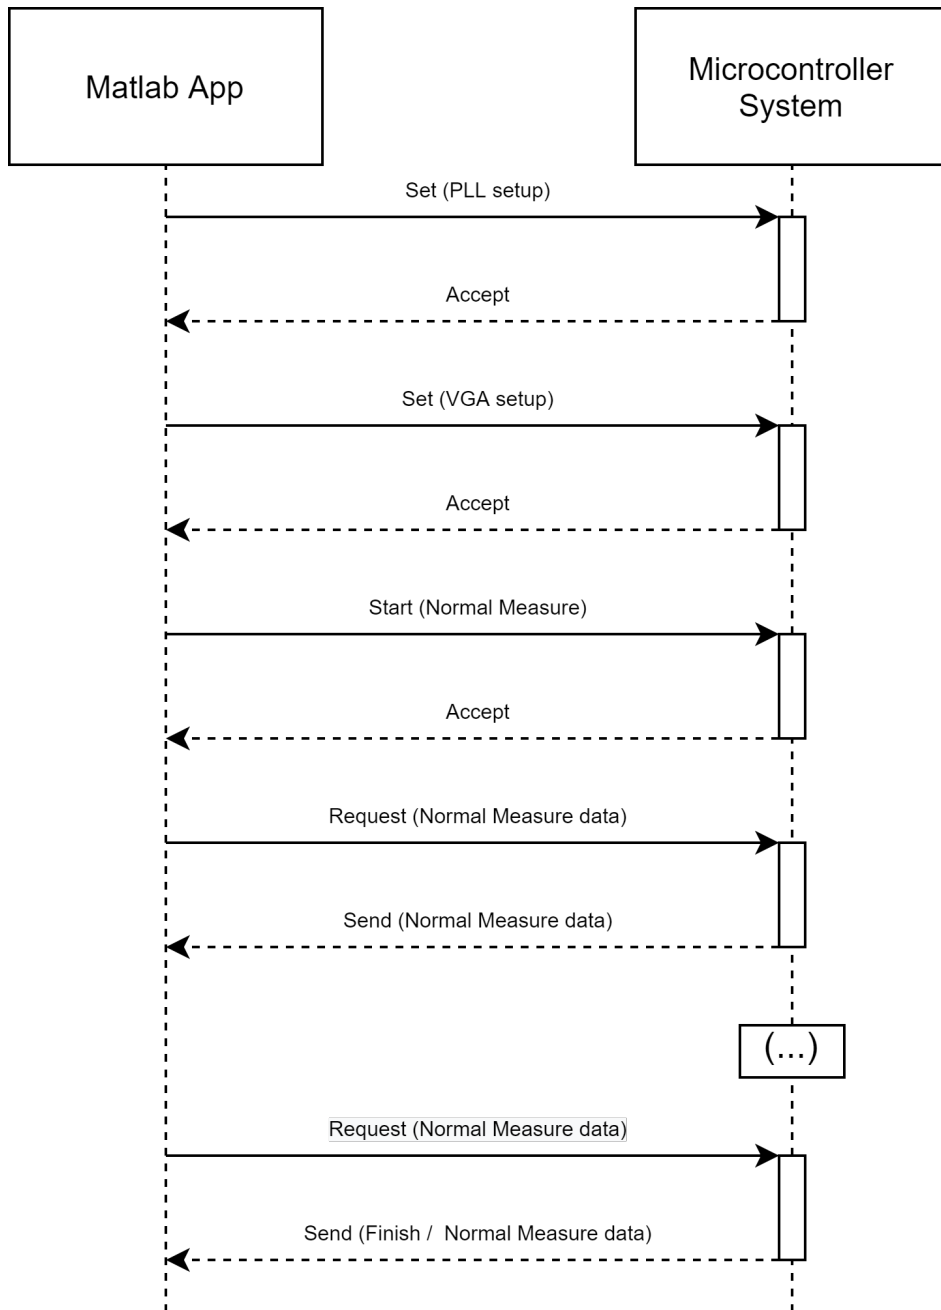 Matlab App
Microcontroller
System
Set (PLL setup)
Accept
Set (VGA setup)
Accept
Start (Normal Measure)
Accept
Request (Normal Measure data)
Send (Normal Measure data)
(...)
Request (Normal Measure data)
Send (Finish /  Normal Measure data)